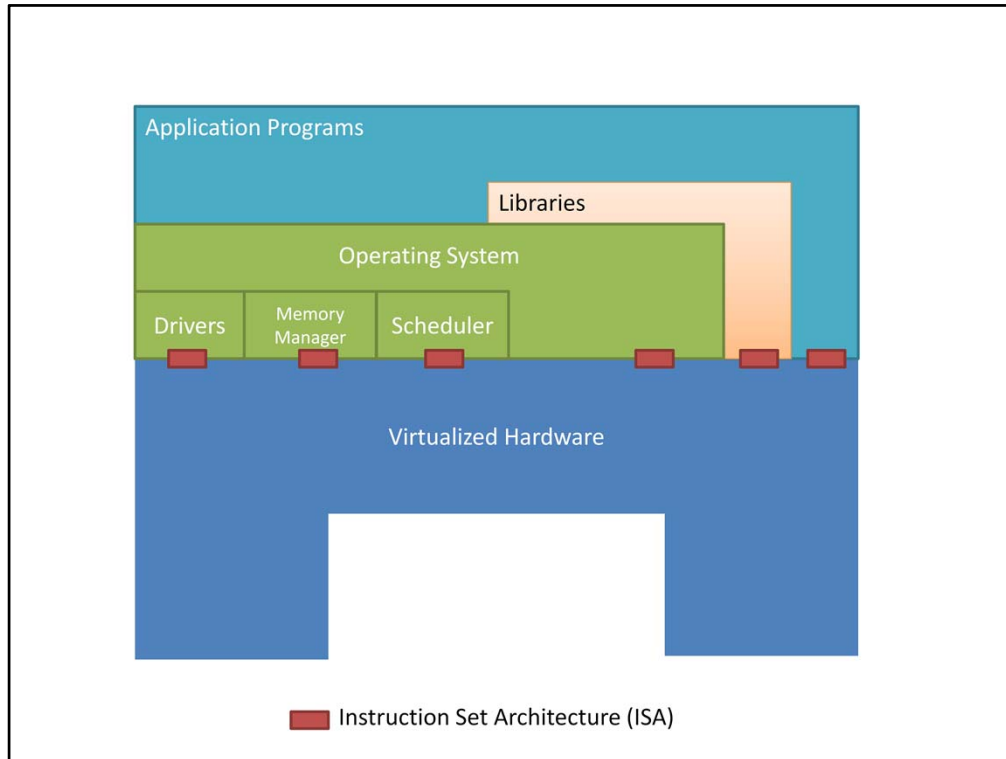 Application Programs
Libraries
Operating System
Drivers
Memory
Manager
Scheduler
Virtualized Hardware
Instruction Set Architecture (ISA)